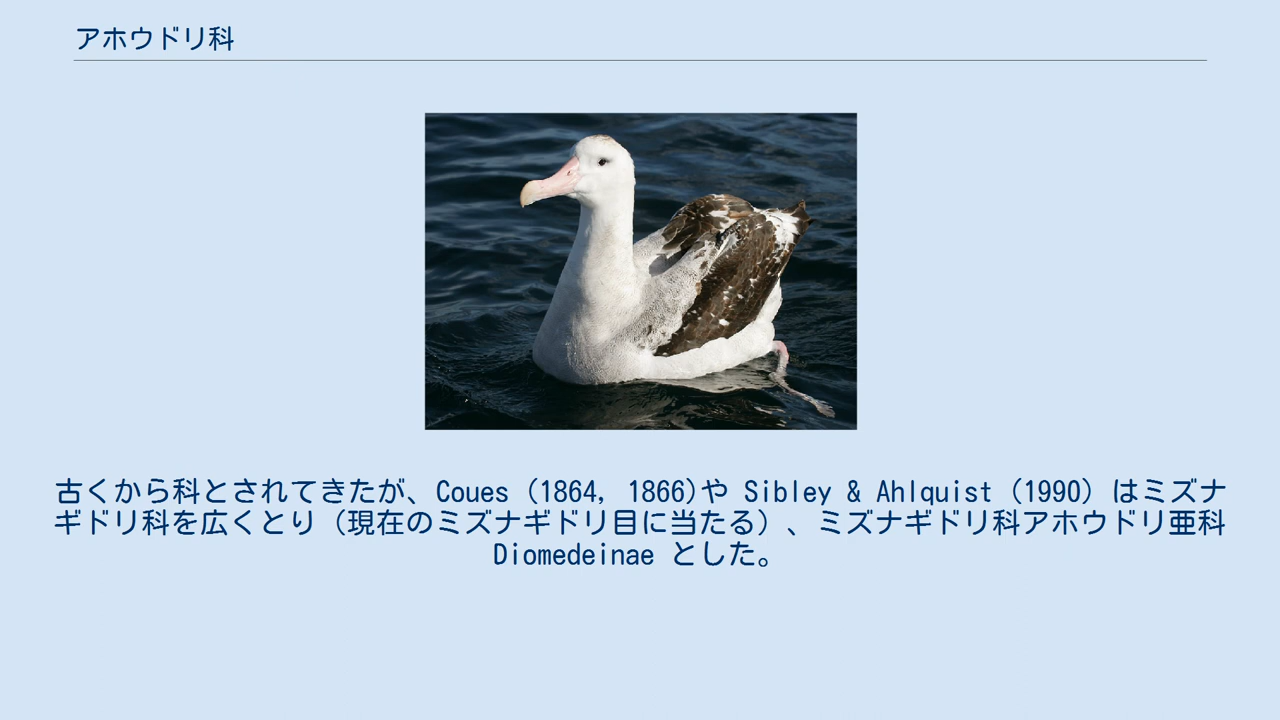 アホウドリ科
古くから科とされてきたが、Coues (1864, 1866)や Sibley & Ahlquist (1990) はミズナ
ギドリ科を広くとり（現在のミズナギドリ目に当たる）、ミズナギドリ科アホウドリ亜科
Diomedeinae とした。